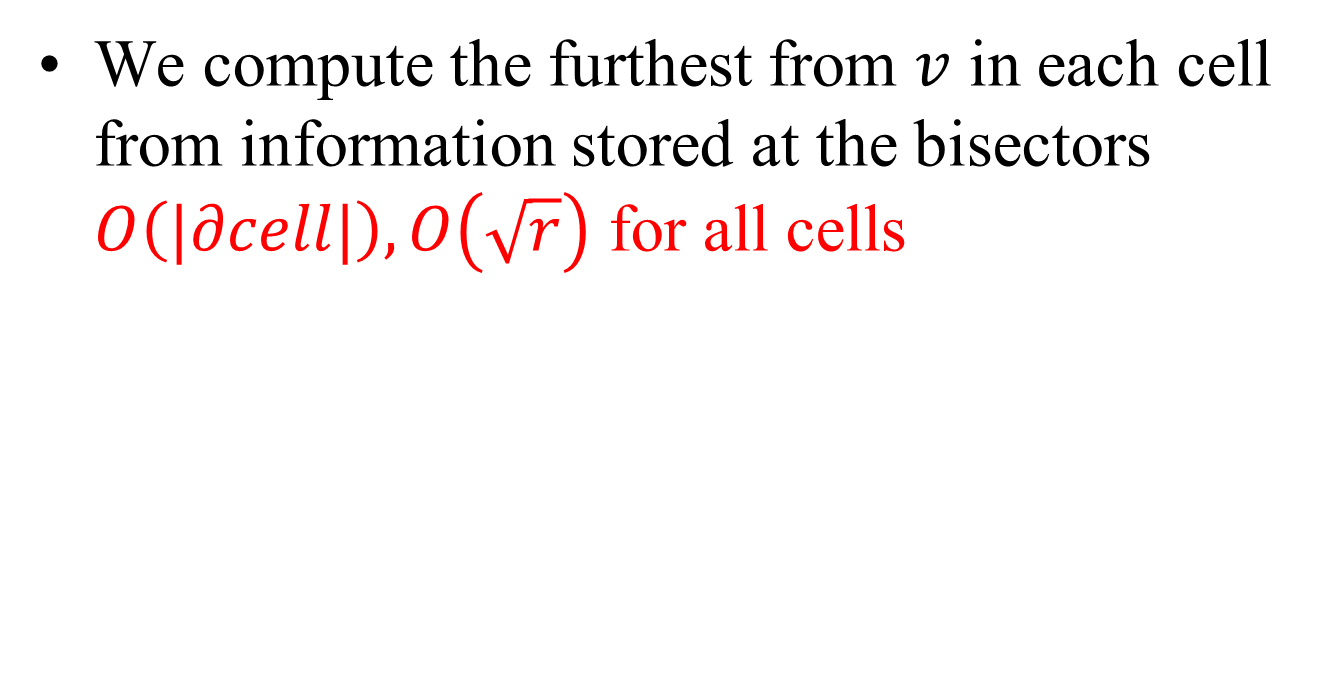 • We compute the furthest from 𝑣 in each cell
from information stored at the bisectors
𝑂(|𝜕𝑐𝑒𝑙𝑙|), 𝑂(√𝑟) for all cells